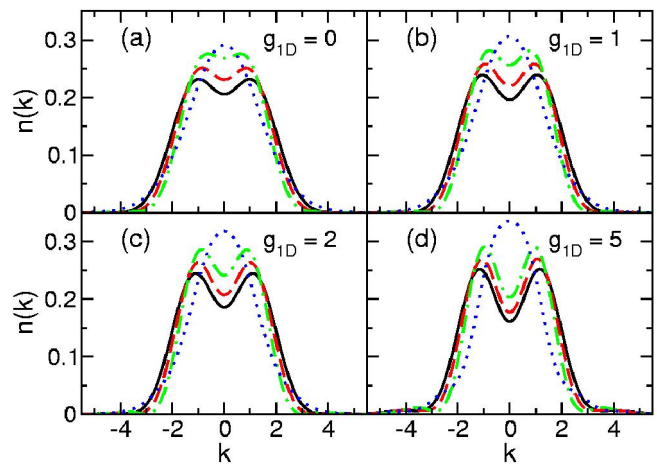 (a) g1D = 0
(b) g1D = 1
n(k)
0.3
0.2
0.1
0
(c) g1D = 2
(d) g1D = 5
n(k)
0.3
0.2
0.1
0
-4 -2 0 2 4
-4 -2 0 2 4
k
k